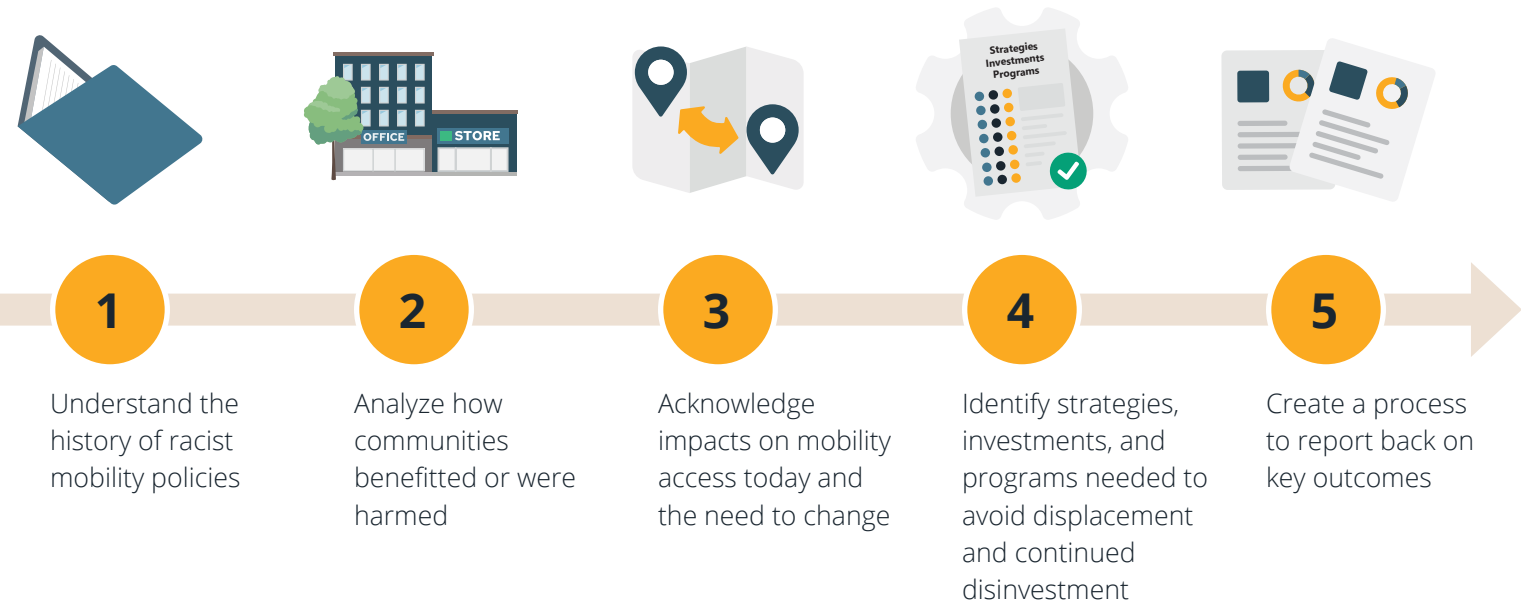 OFFICE
STORE
Strategies
Investments
Programs
1
Understand the
history of racist
mobility policies
2
Analyze how
communities
benefitted or were
harmed
3
Acknowledge
impacts on mobility
access today and
the need to change
4
Identify strategies,
investments, and
programs needed to
avoid displacement
and continued
disinvestment
5
Create a process
to report back on
key outcomes